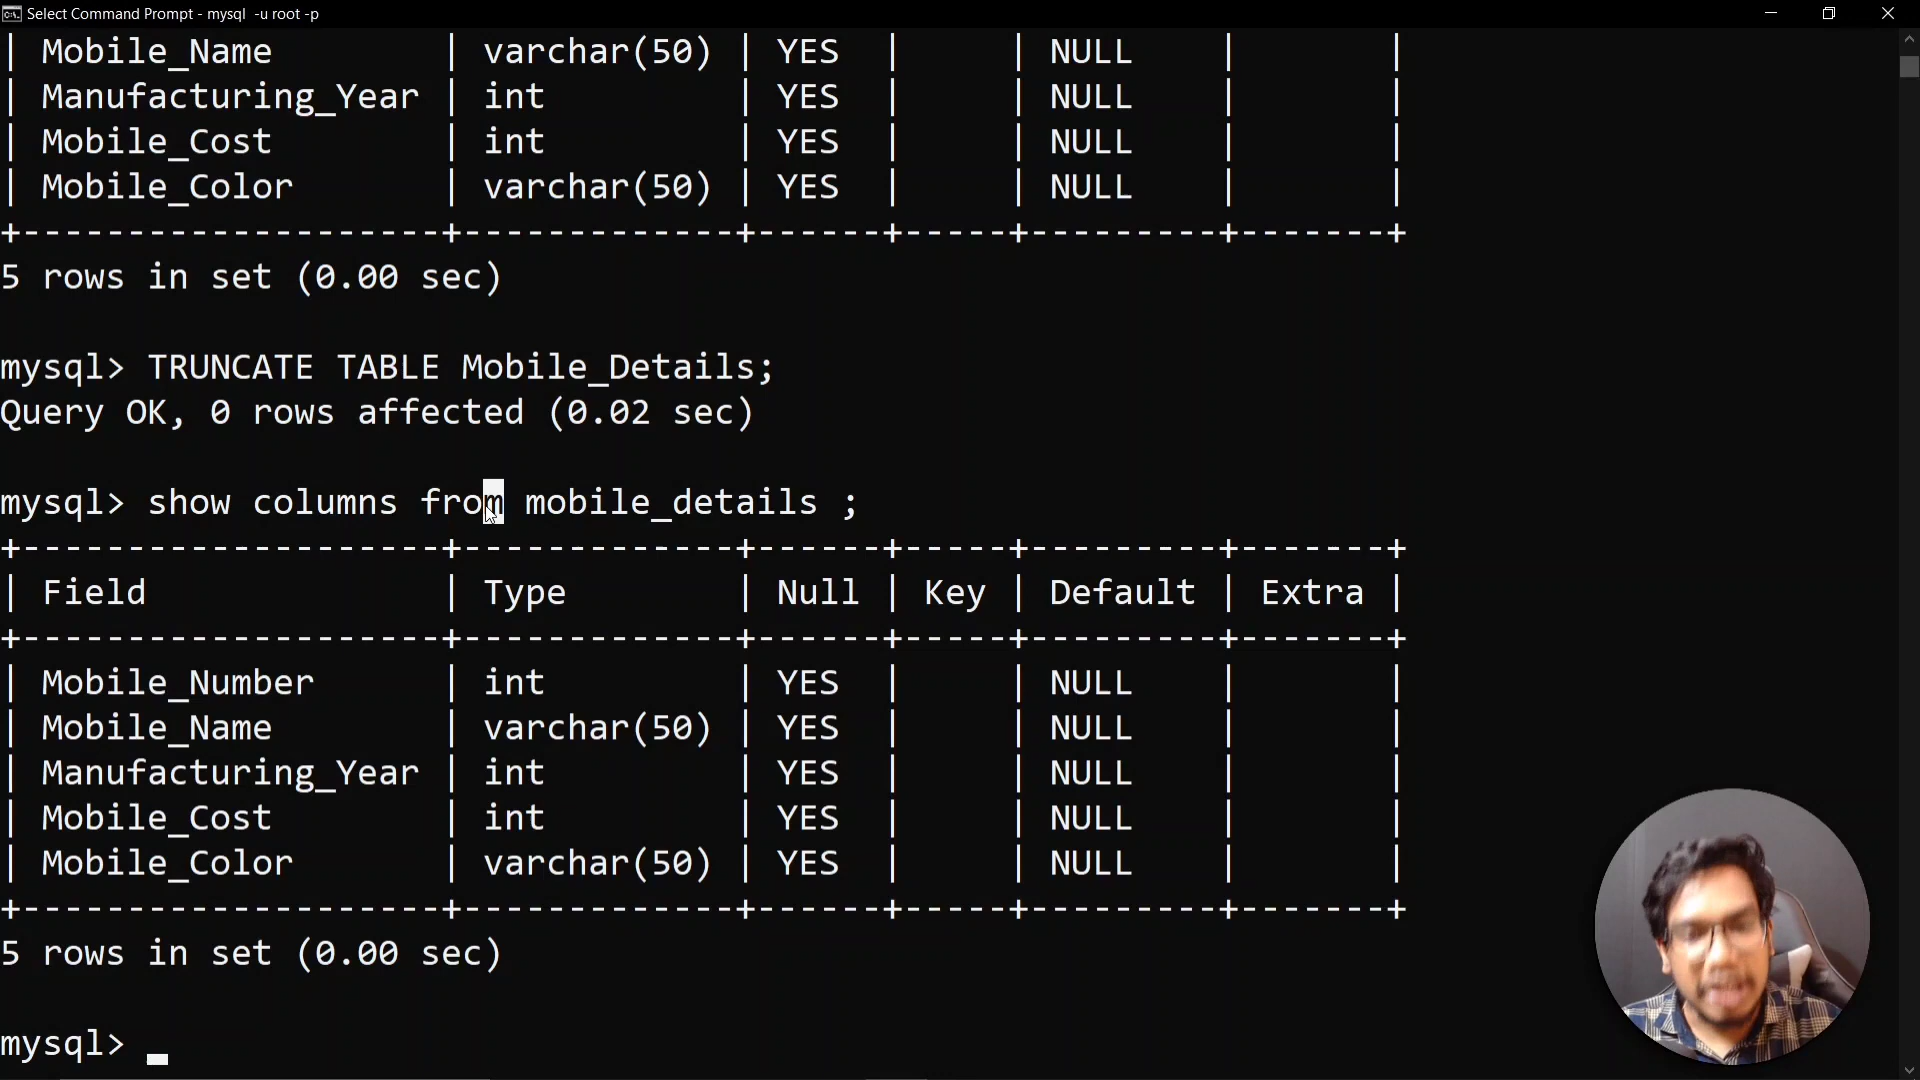 Select Command Prompt - mysql  -u root -p
| Mobile_Name        | varchar(50) | YES  |     | NULL    |       |
| Manufacturing_Year | int         | YES  |     | NULL    |       |
| Mobile_Cost        | int         | YES  |     | NULL    |       |
| Mobile_Color       | varchar(50) | YES  |     | NULL    |       |
+--------------------+-------------+------+-----+---------+-------+
5 rows in set (0.00 sec)
mysql> TRUNCATE TABLE Mobile_Details;
Query OK, 0 rows affected (0.02 sec)
mysql> show columns from mobile_details ;
+--------------------+-------------+------+-----+---------+-------+
| Field              | Type        | Null | Key | Default | Extra |
+--------------------+-------------+------+-----+---------+-------+
| Mobile_Number      | int         | YES  |     | NULL    |       |
| Mobile_Name        | varchar(50) | YES  |     | NULL    |       |
| Manufacturing_Year | int         | YES  |     | NULL    |       |
| Mobile_Cost        | int         | YES  |     | NULL    |       |
| Mobile_Color       | varchar(50) | YES  |     | NULL    |       |
+--------------------+-------------+------+-----+---------+-------+
5 rows in set (0.00 sec)
mysql>